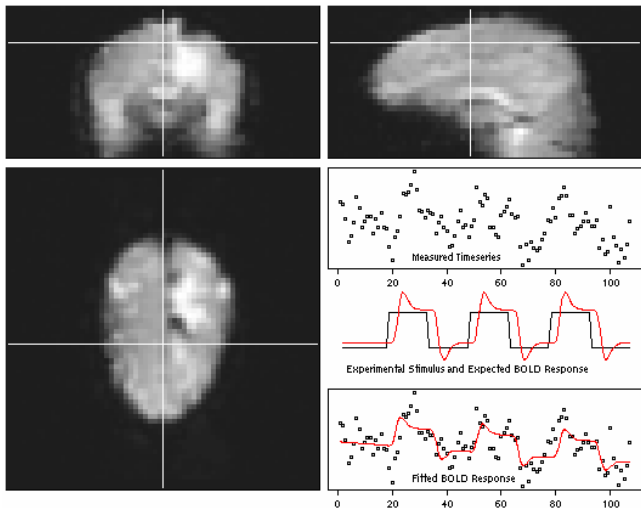 Measured Timeseries
0 20 40 60 80 100
Experimental Stimulus and Expected BOLD Response
Fitted BOLD Response
0 20 40 60 80 100